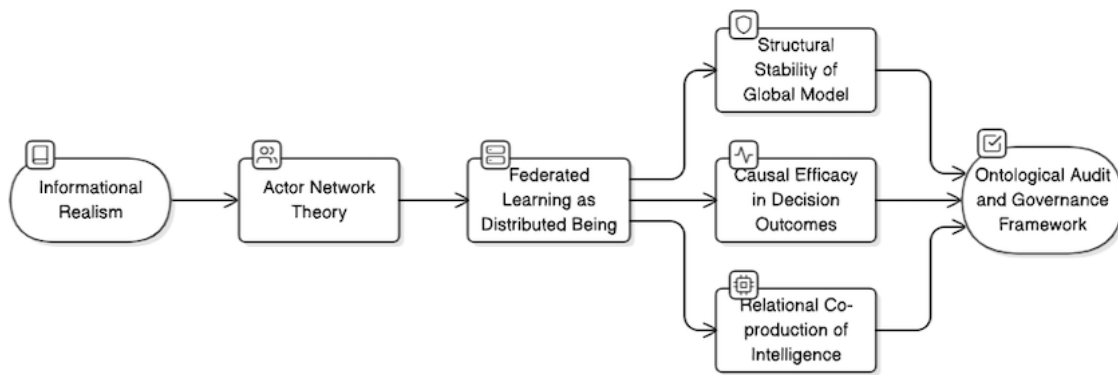 Informational
Realism
Actor Network
Theory
Federated
Learning as
Distributed Being
Structural
Stability of
Global Model
Causal Efficacy
in Decision
Outcomes
Relational Co-
production of
Intelligence
Ontological Audit
and Governance
Framework